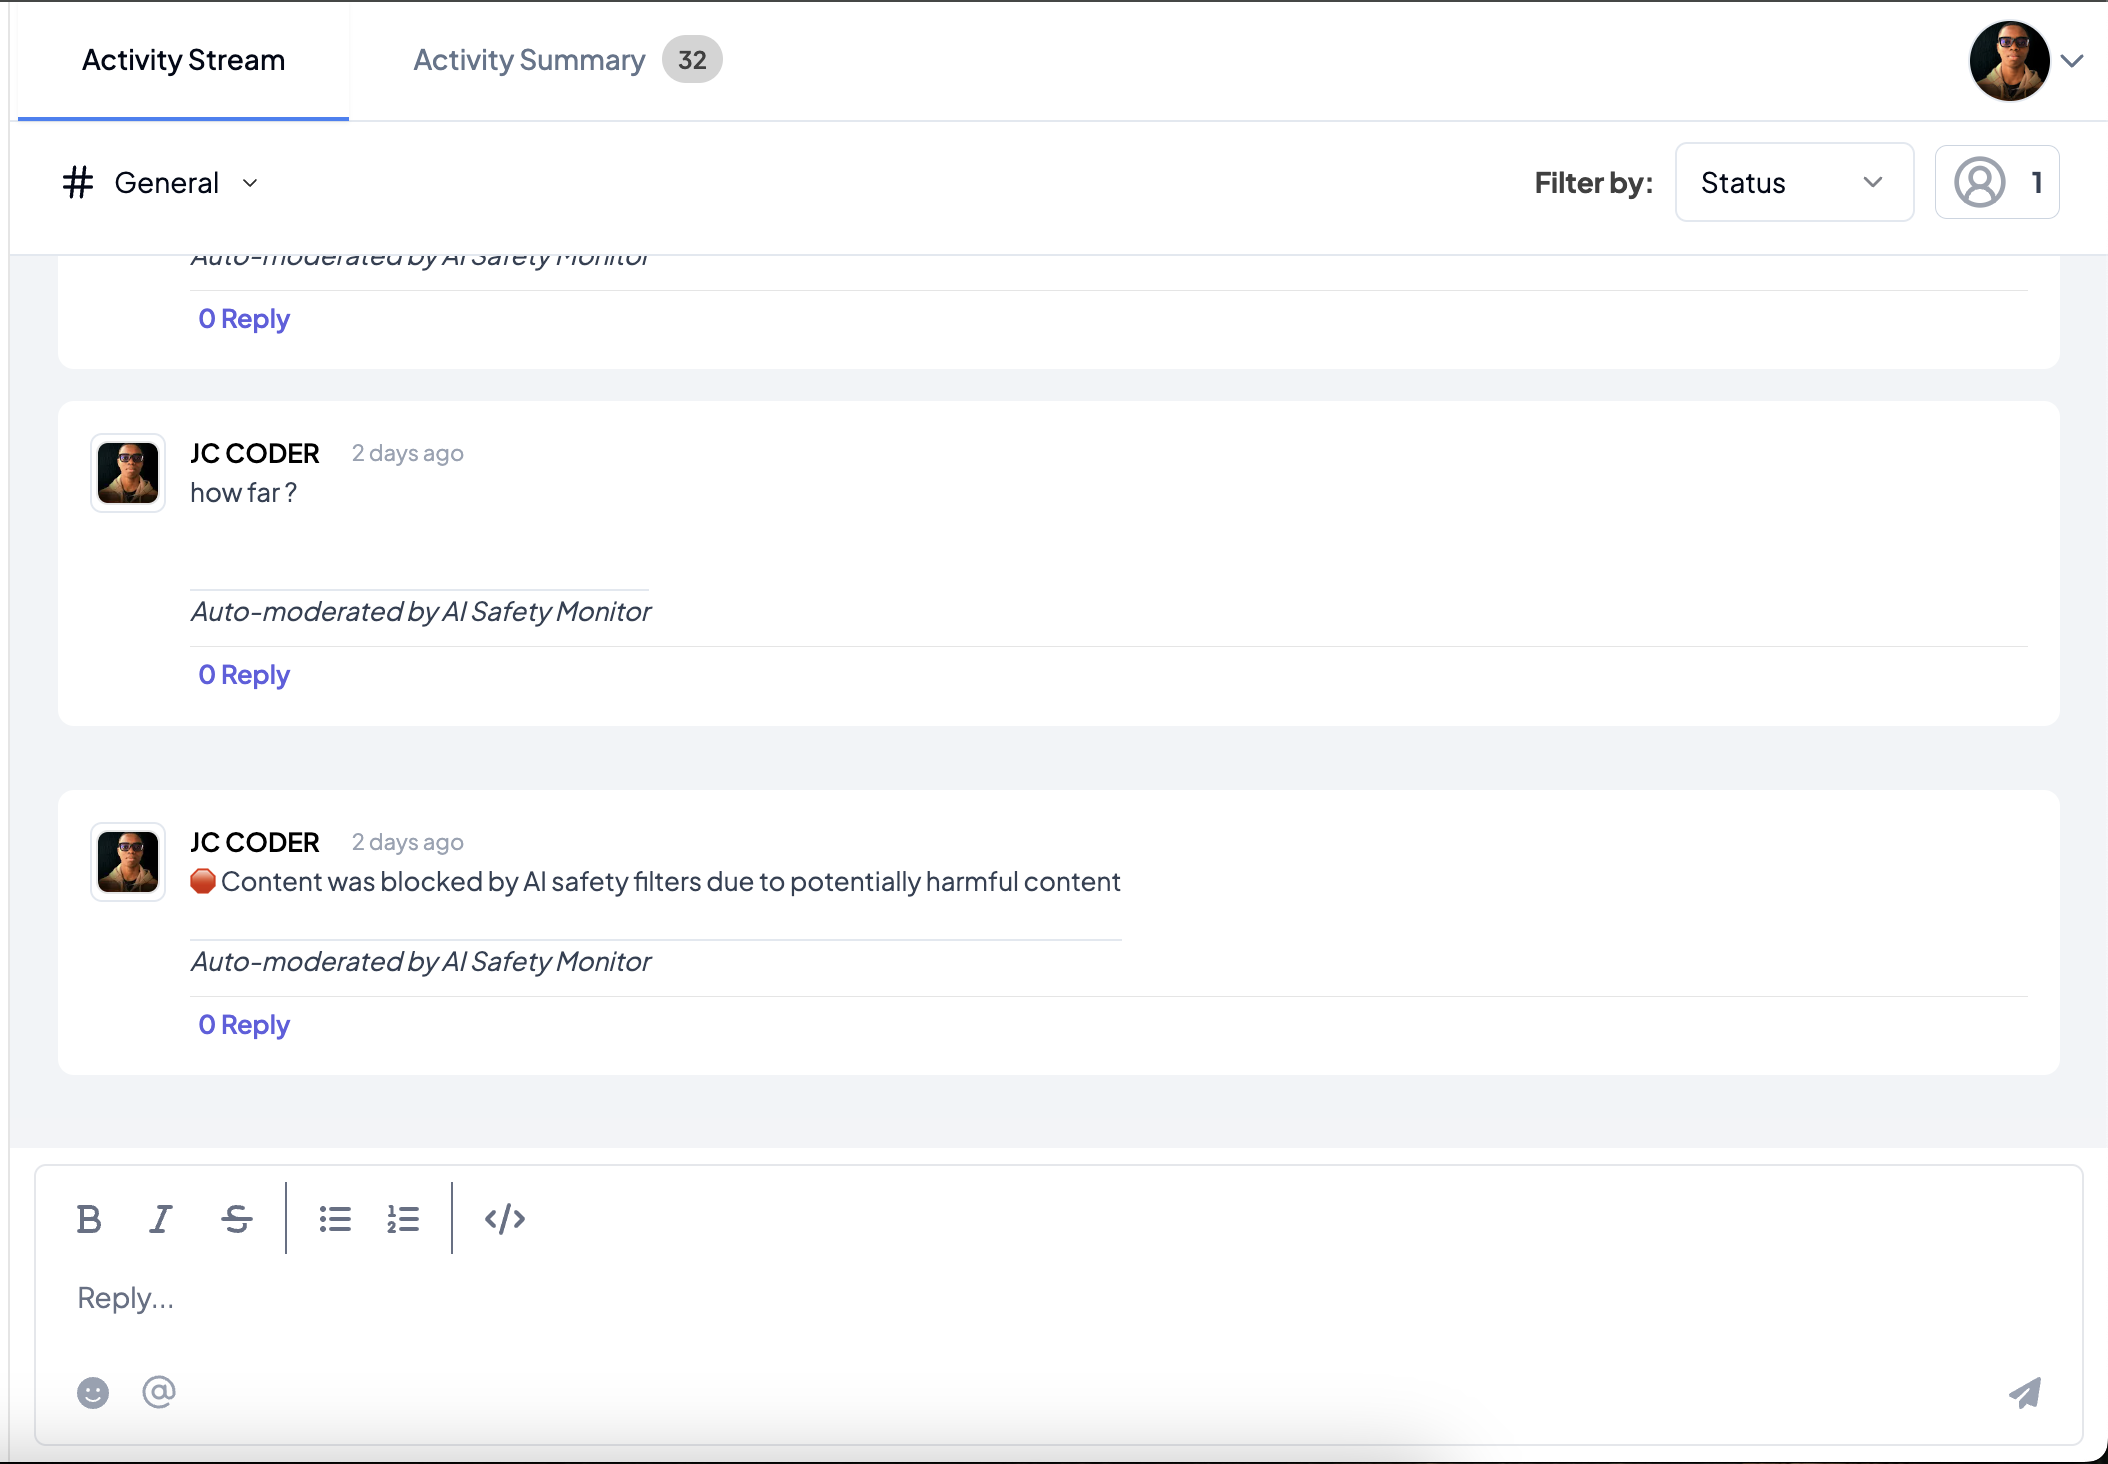 Activity Stream
Activity Summary 32
# General
Filter by: Status 1
Auto-moderated by AI Safety Monitor
0 Reply
JC CODER 2 days ago
how far ?
Auto-moderated by AI Safety Monitor
0 Reply
JC CODER 2 days ago
🛑 Content was blocked by AI safety filters due to potentially harmful content
Auto-moderated by AI Safety Monitor
0 Reply
B I S </>
Reply...
@